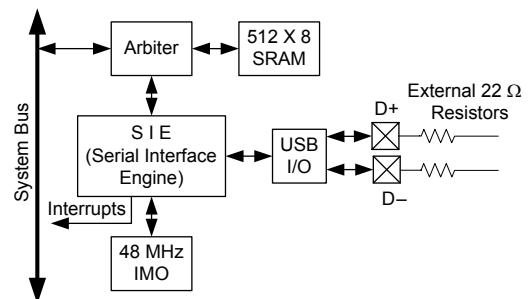 System Bus
Arbiter
512 X 8
SRAM
External 22 Ω
Resistors
D+
S I E
(Serial Interface
Engine)
USB
I/O
D–
Interrupts
48 MHz
IMO